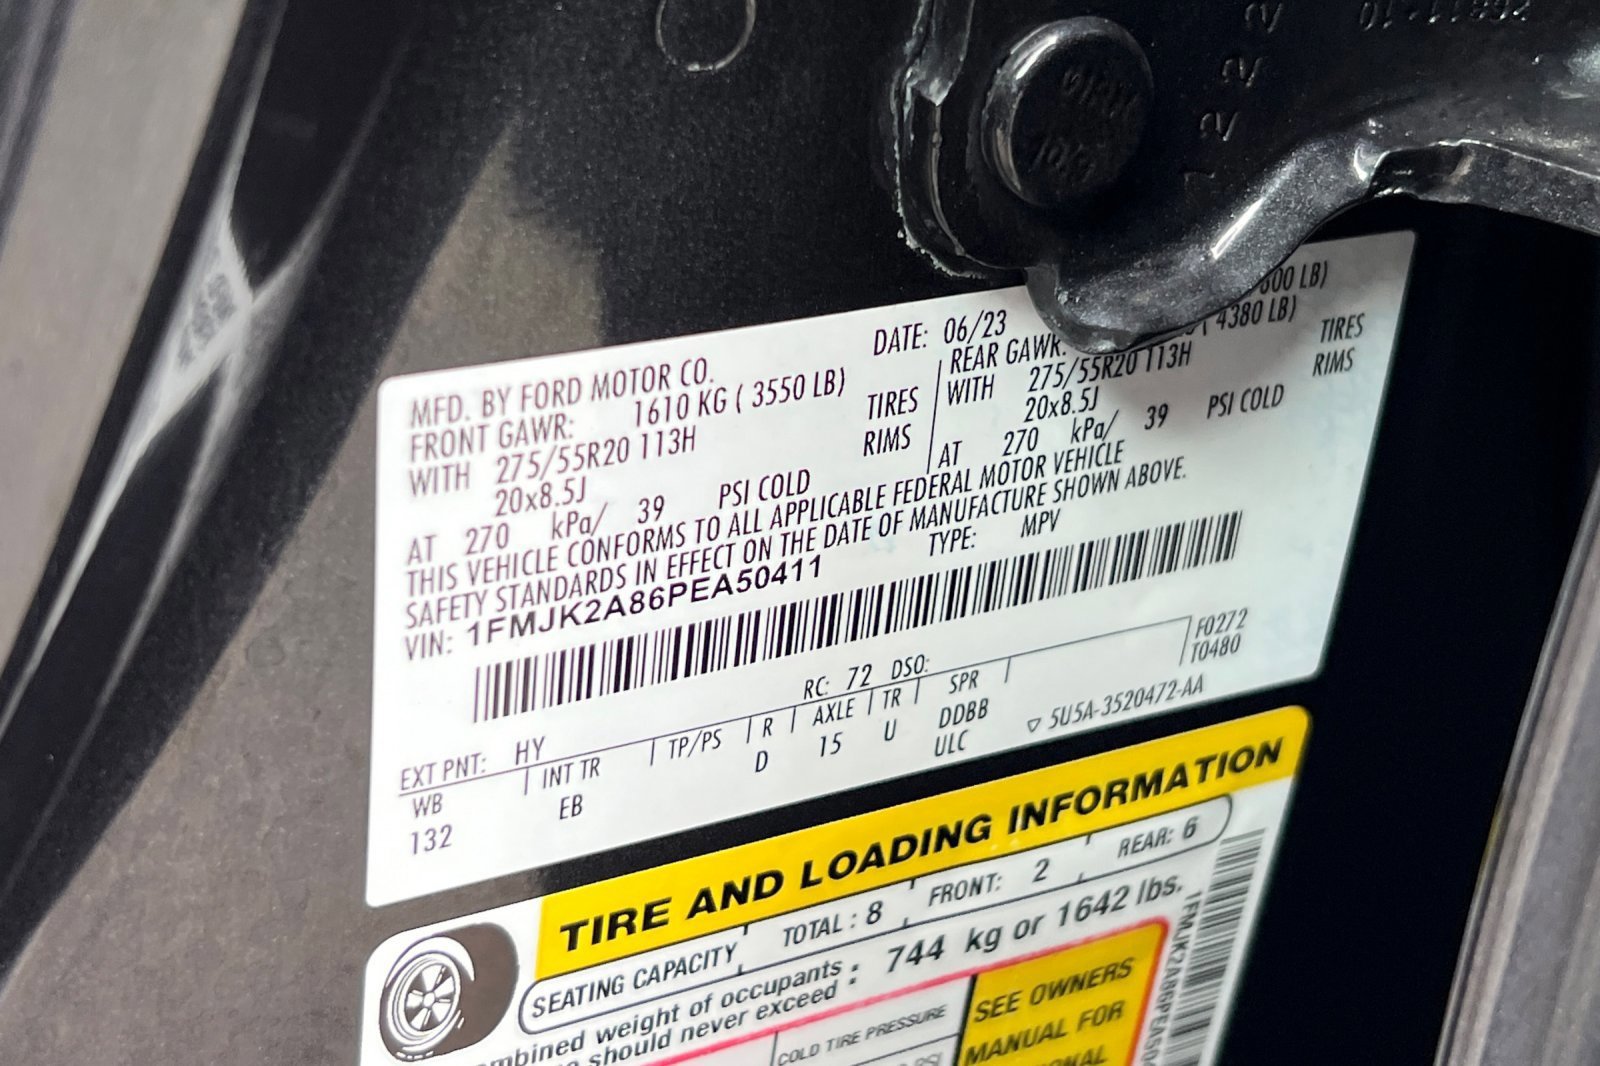 DATE: 06/23
MFD. BY FORD MOTOR CO.
FRONT GAWR: 1610 KG ( 3550 LB)
WITH 275/55R20 113H TIRES
20x8.5J RIMS
AT 270 kPa/ 39 PSI COLD
600 LB)
REAR GAWR: ( 4380 LB)
WITH 275/55R20 113H TIRES
20x8.5J RIMS
AT 270 kPa/ 39 PSI COLD
THIS VEHICLE CONFORMS TO ALL APPLICABLE FEDERAL MOTOR VEHICLE
SAFETY STANDARDS IN EFFECT ON THE DATE OF MANUFACTURE SHOWN ABOVE.
VIN: 1FMJK2A86PEA50411 TYPE: MPV
F0272
T0480
RC: 72 DSO:
EXT PNT: HY
WB INT TR TP/PS R AXLE TR SPR
132 EB D 15 U DDBB
ULC
▽ 5U5A-3520472-AA
TIRE AND LOADING INFORMATION
SEATING CAPACITY TOTAL : 8 FRONT: 2 REAR: 6
weight of occupants : 744 kg or 1642 lbs.
should never exceed :
COLD TIRE PRESSURE
SEE OWNERS
MANUAL FOR